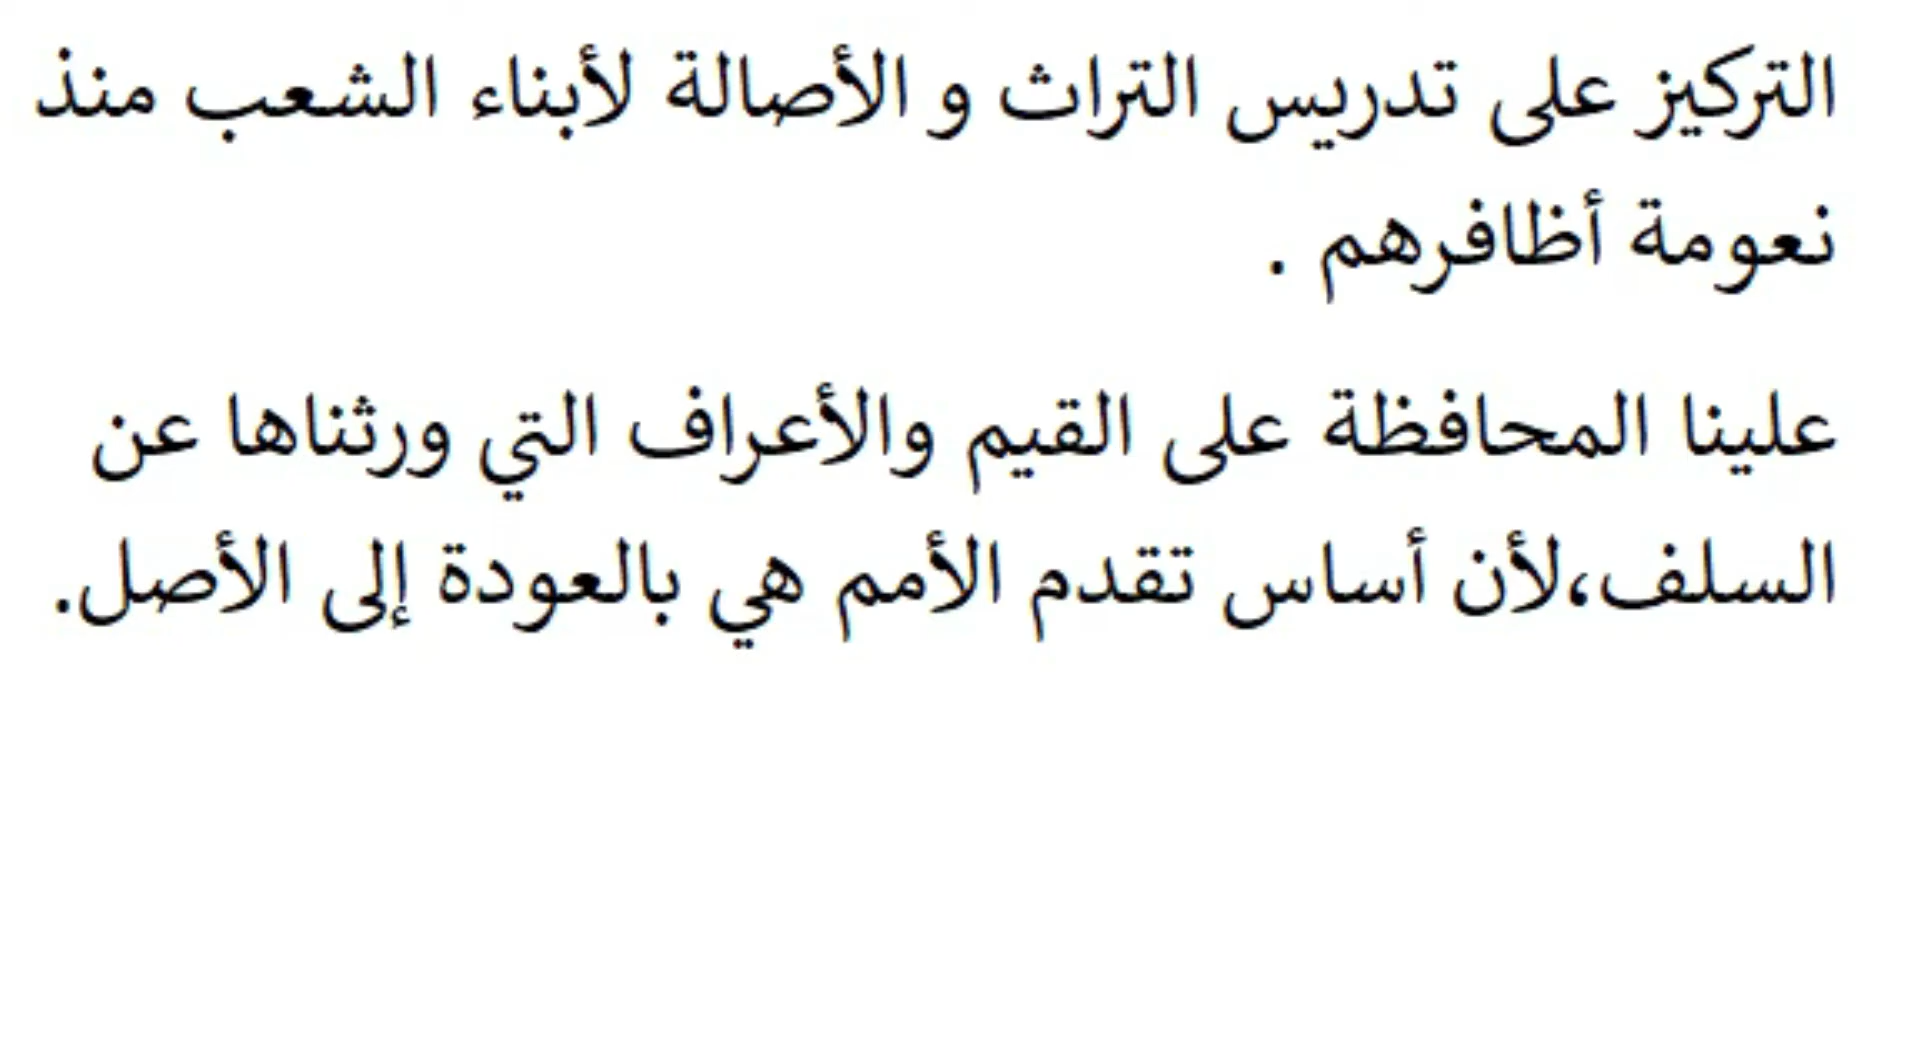 التركيز على تدريس التراث و الأصالة لأبناء الشعب منذ
نعومة أظافرهم .
علينا المحافظة على القيم والأعراف التي ورثناها عن
السلف،لأن أساس تقدم الأمم هي بالعودة إلى الأصل.